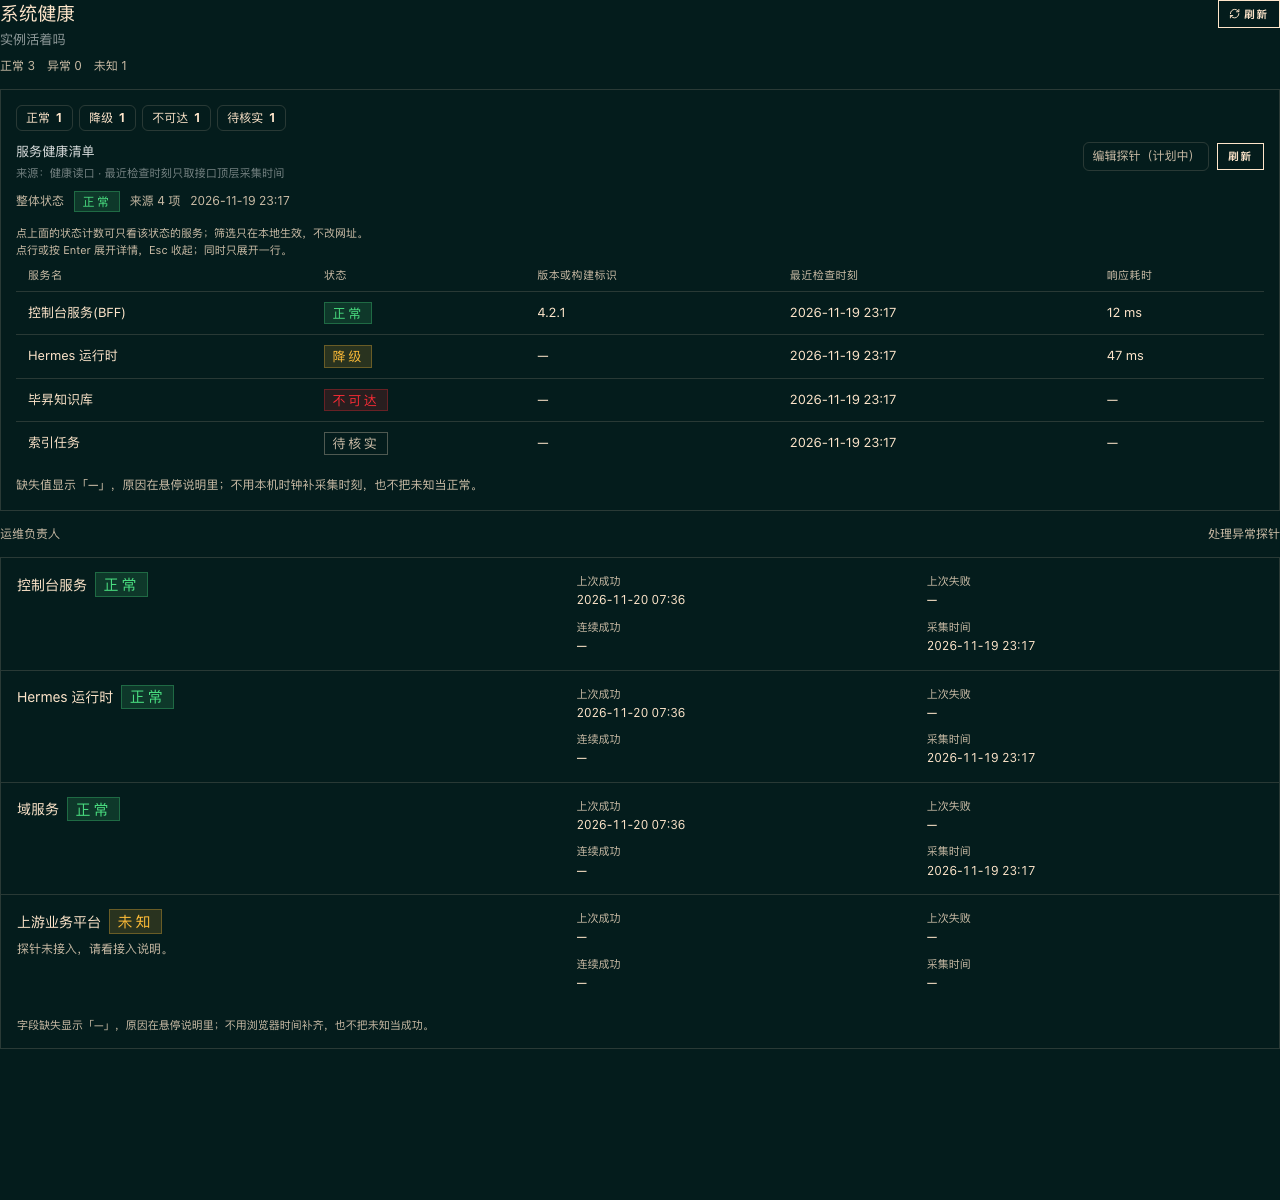 系统健康
刷新
实例活着吗
正常 3 异常 0 未知 1
正常 1 降级 1 不可达 1 待核实 1
服务健康清单
编辑探针（计划中） 刷新
来源：健康读口 · 最近检查时刻只取接口顶层采集时间
整体状态 正常 来源 4 项 2026-11-19 23:17
点上面的状态计数可只看该状态的服务；筛选只在本地生效，不改网址。
点行或按 Enter 展开详情，Esc 收起；同时只展开一行。
服务名 状态 版本或构建标识 最近检查时刻 响应耗时
控制台服务(BFF) 正常 4.2.1 2026-11-19 23:17 12 ms
Hermes 运行时 降级 — 2026-11-19 23:17 47 ms
毕昇知识库 不可达 — 2026-11-19 23:17 —
索引任务 待核实 — 2026-11-19 23:17 —
缺失值显示「—」，原因在悬停说明里；不用本机时钟补采集时刻，也不把未知当正常。
运维负责人 处理异常探针
控制台服务 正常 上次成功 上次失败
2026-11-20 07:36 —
连续成功 采集时间
— 2026-11-19 23:17
Hermes 运行时 正常 上次成功 上次失败
2026-11-20 07:36 —
连续成功 采集时间
— 2026-11-19 23:17
域服务 正常 上次成功 上次失败
2026-11-20 07:36 —
连续成功 采集时间
— 2026-11-19 23:17
上游业务平台 未知 上次成功 上次失败
— —
探针未接入，请看接入说明。
连续成功 采集时间
— —
字段缺失显示「—」，原因在悬停说明里；不用浏览器时间补齐，也不把未知当成功。